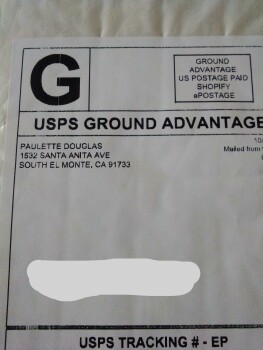 G
GROUND
ADVANTAGE
US POSTAGE PAID
SHOPIFY
ePOSTAGE
USPS GROUND ADVANTAGE
PAULETTE DOUGLAS
1532 SANTA ANITA AVE
SOUTH EL MONTE, CA 91733
10/
Mailed from
USPS TRACKING # - EP